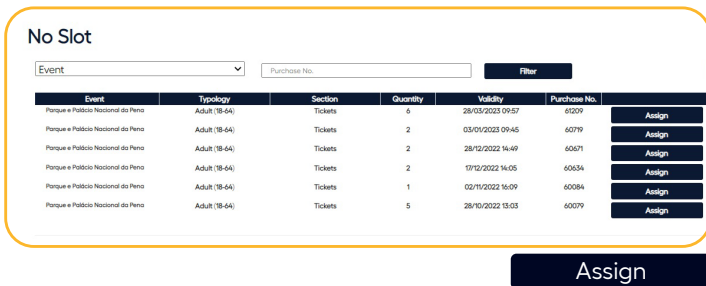 No Slot
Event Purchase No. Filter
Event Typology Section Quantity Validity Purchase No.
Parque e Palácio Nacional da Pena Adult (18-64) Tickets 6 28/03/2023 09:57 61209 Assign
Parque e Palácio Nacional da Pena Adult (18-64) Tickets 2 03/01/2023 09:45 60719 Assign
Parque e Palácio Nacional da Pena Adult (18-64) Tickets 2 28/12/2022 14:49 60671 Assign
Parque e Palácio Nacional da Pena Adult (18-64) Tickets 2 17/12/2022 14:05 60634 Assign
Parque e Palácio Nacional da Pena Adult (18-64) Tickets 1 02/11/2022 16:09 60084 Assign
Parque e Palácio Nacional da Pena Adult (18-64) Tickets 5 28/10/2022 13:03 60079 Assign
Assign